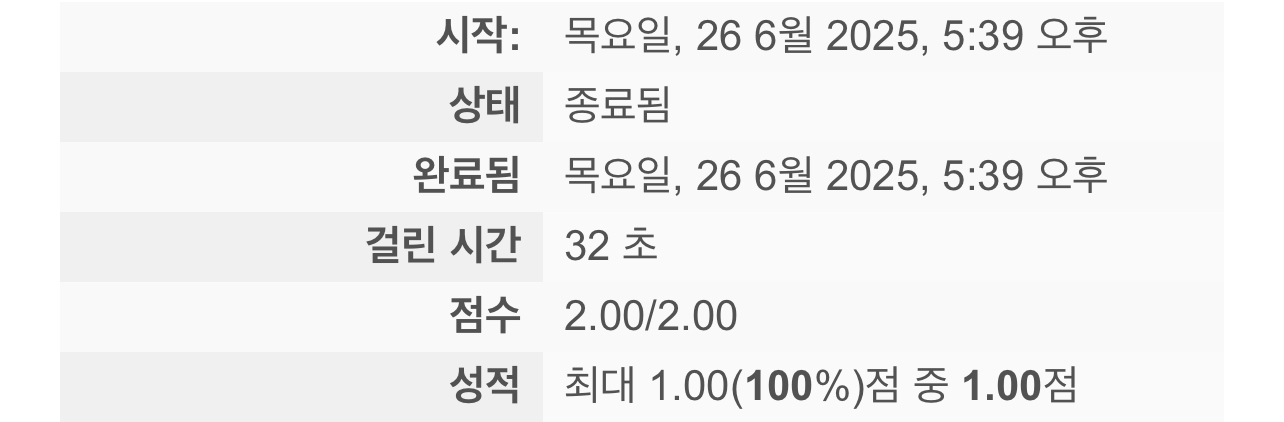 시작: 목요일, 26 6월 2025, 5:39 오후
상태 종료됨
완료됨 목요일, 26 6월 2025, 5:39 오후
걸린 시간 32 초
점수 2.00/2.00
성적 최대 1.00(100%)점 중 1.00점